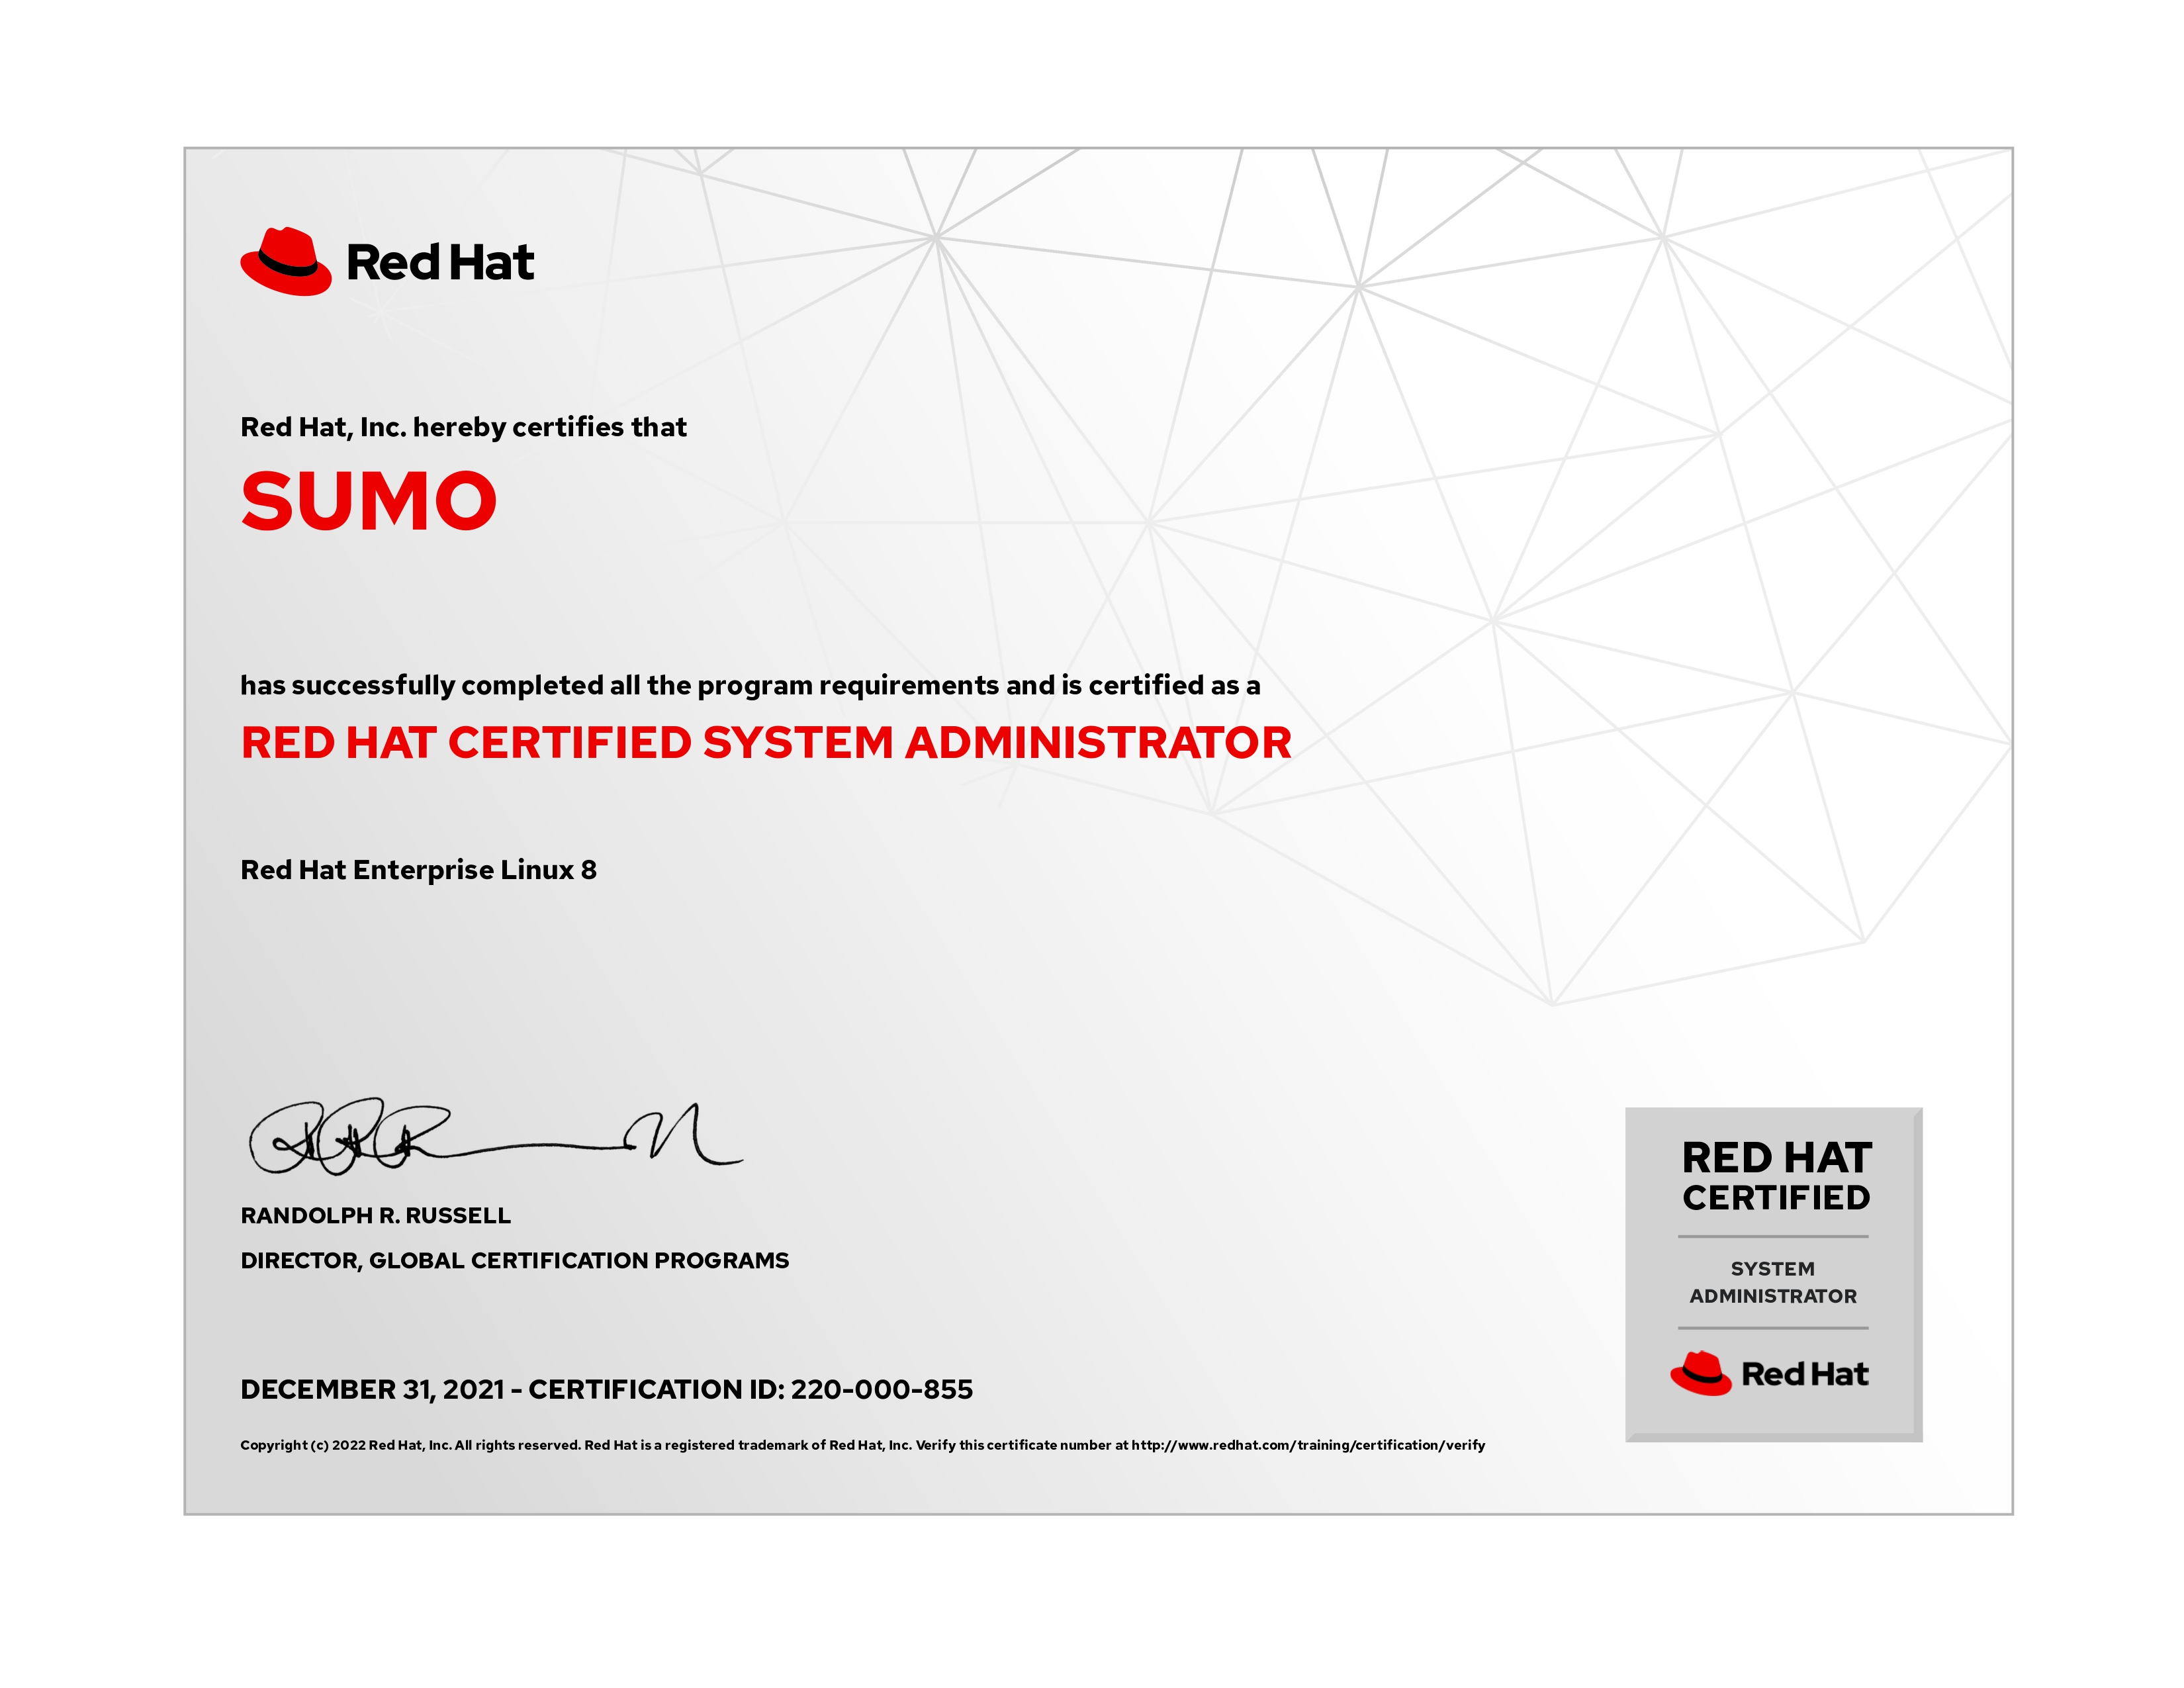 Red Hat
Red Hat, Inc. hereby certifies that
SUMO
has successfully completed all the program requirements and is certified as a
RED HAT CERTIFIED SYSTEM ADMINISTRATOR
Red Hat Enterprise Linux 8
RANDOLPH R. RUSSELL
DIRECTOR, GLOBAL CERTIFICATION PROGRAMS
DECEMBER 31, 2021 - CERTIFICATION ID: 220-000-855
Copyright (c) 2022 Red Hat, Inc. All rights reserved. Red Hat is a registered trademark of Red Hat, Inc. Verify this certificate number at http://www.redhat.com/training/certification/verify
RED HAT
CERTIFIED
SYSTEM
ADMINISTRATOR
Red Hat